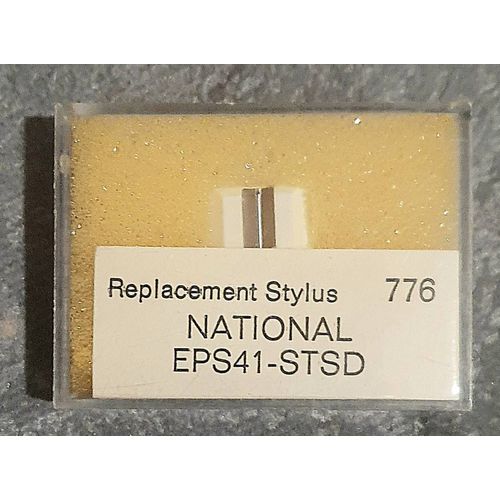 Replacement Stylus 776
NATIONAL
EPS41-STSD